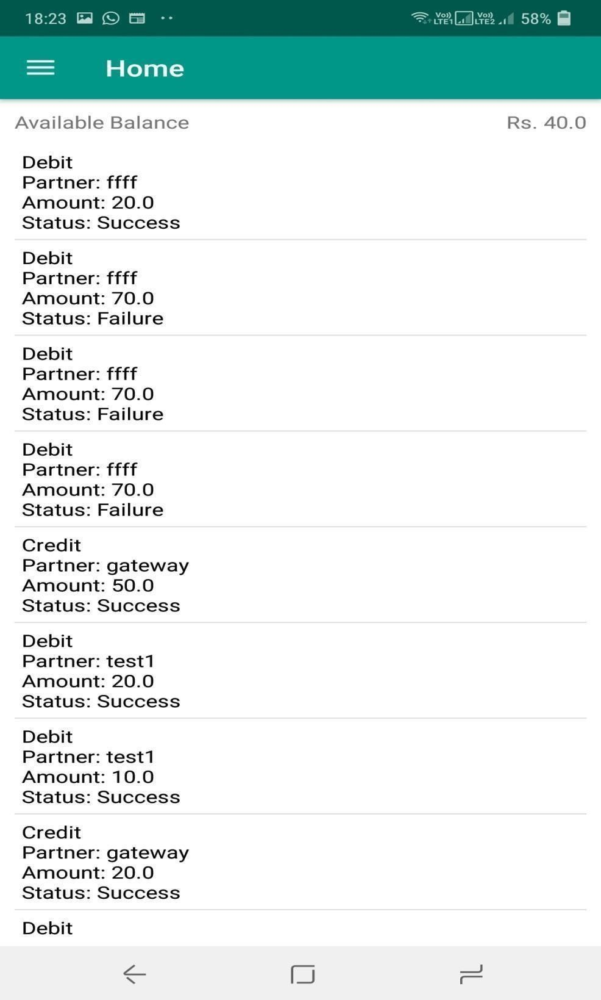 18:23
Vo)) LTE1 Vo)) LTE2 58%
Home
Available Balance Rs. 40.0
Debit
Partner: ffff
Amount: 20.0
Status: Success
Debit
Partner: ffff
Amount: 70.0
Status: Failure
Debit
Partner: ffff
Amount: 70.0
Status: Failure
Debit
Partner: ffff
Amount: 70.0
Status: Failure
Credit
Partner: gateway
Amount: 50.0
Status: Success
Debit
Partner: test1
Amount: 20.0
Status: Success
Debit
Partner: test1
Amount: 10.0
Status: Success
Credit
Partner: gateway
Amount: 20.0
Status: Success
Debit